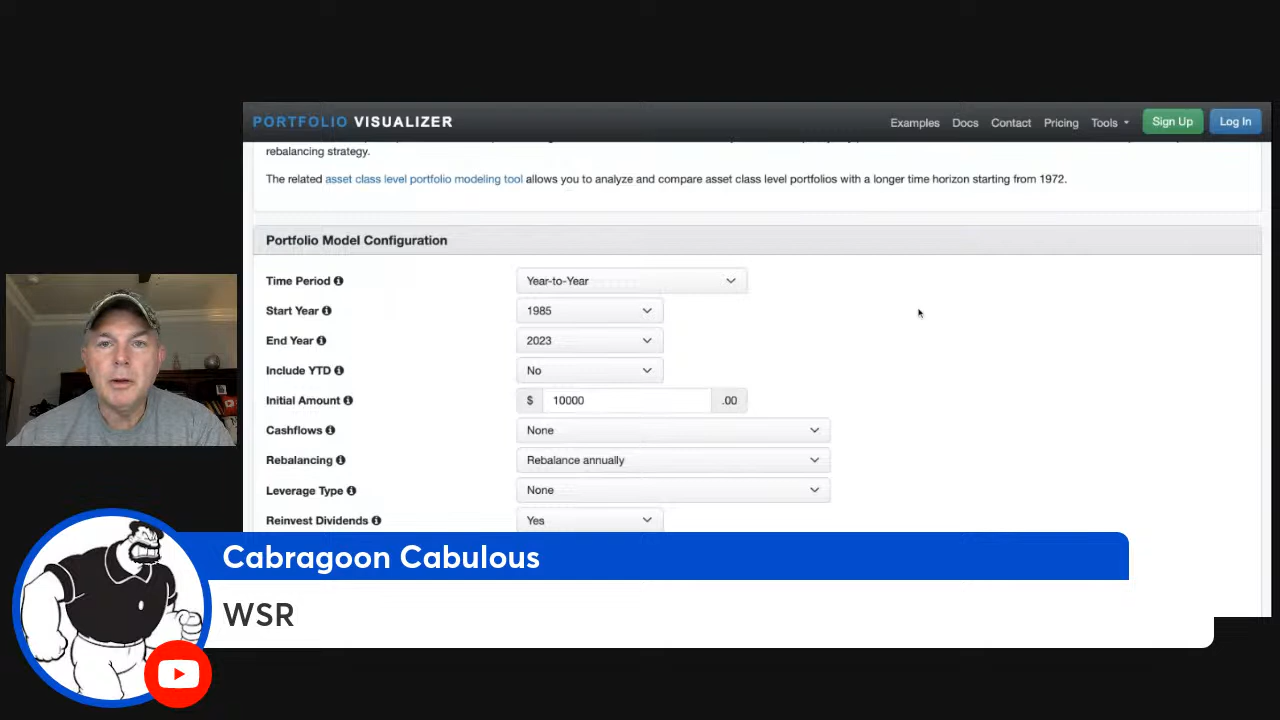 PORTFOLIO VISUALIZER
Examples Docs Contact Pricing Tools Sign Up Log In
rebalancing strategy.
The related asset class level portfolio modeling tool allows you to analyze and compare asset class level portfolios with a longer time horizon starting from 1972.
Portfolio Model Configuration
Time Period Year-to-Year
Start Year 1985
End Year 2023
Include YTD No
Initial Amount $ 10000 .00
Cashflows None
Rebalancing Rebalance annually
Leverage Type None
Reinvest Dividends Yes
Cabragoon Cabulous
WSR